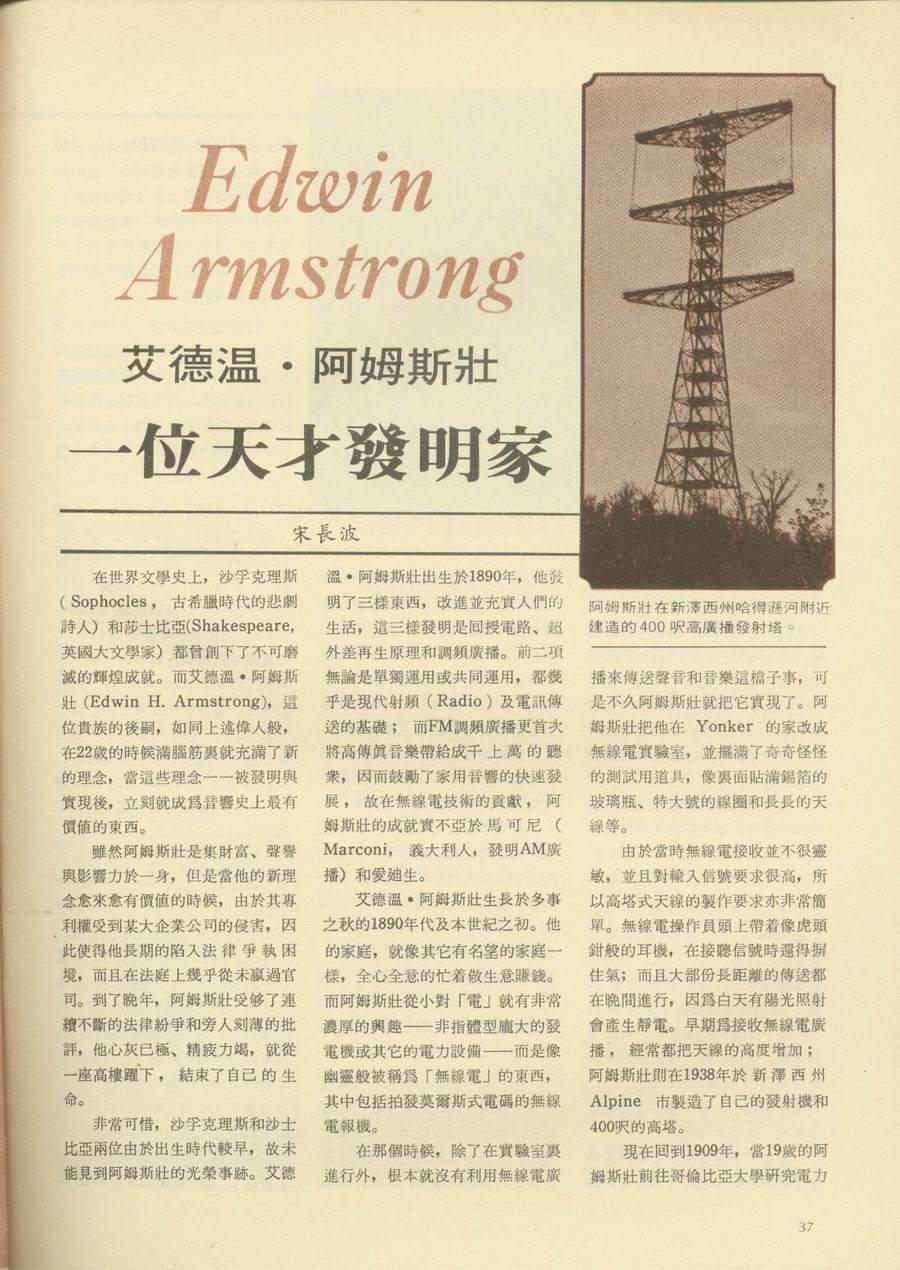 Edwin
Armstrong
艾德温・阿姆斯壯
一位天才發明家
宋長波
在世界文學史上，沙孚克理斯
（Sophocles，古希臘時代的悲劇
詩人）和莎士比亞(Shakespeare,
英國大文學家）都曾創下了不可磨
滅的輝煌成就。而艾德溫・阿姆斯
壯 (Edwin H. Armstrong)，這
位貴族的後嗣，如同上述偉人般，
在22歲的時候滿腦筋裏就充滿了新
的理念，當這些理念一一被發明與
實現後，立刻就成爲音響史上最有
價值的東西。
雖然阿姆斯壯是集財富、聲譽
與影響力於一身，但是當他的新理
念愈來愈有價值的時候，由於其專
利權受到某大企業公司的侵害，因
此使得他長期的陷入法律爭執困
境，而且在法庭上幾乎從未贏過官
司。到了晚年，阿姆斯壯受够了連
續不斷的法律紛爭和旁人刻薄的批
評，他心灰已極、精疲力竭，就從
一座高樓躍下，結束了自己的生
命。
非常可惜，沙孚克理斯和沙士
比亞兩位由於出生時代較早，故未
能見到阿姆斯壯的光榮事跡。艾德
溫・阿姆斯壯出生於1890年，他發
明了三樣東西，改進並充實人們的
生活，這三樣發明是回授電路、超
外差再生原理和調頻廣播。前二項
無論是單獨運用或共同運用，都幾
乎是現代射頻（Radio）及電訊傳
送的基礎；而FM調頻廣播更首次
將高傳眞音樂帶給成千上萬的聽
衆，因而鼓勵了家用音響的快速發
展，故在無線電技術的貢獻，阿
姆斯壯的成就實不亞於馬可尼（
Marconi，義大利人，發明AM廣
播）和愛廸生。
艾德溫・阿姆斯壯生長於多事
之秋的1890年代及本世紀之初。他
的家庭，就像其它有名望的家庭一
樣，全心全意的忙着做生意賺錢。
而阿姆斯壯從小對「電」就有非常
濃厚的興趣——非指體型龐大的發
電機或其它的電力設備——而是像
幽靈般被稱爲「無線電」的東西，
其中包括拍發莫爾斯式電碼的無線
電報機。
在那個時候，除了在實驗室裏
進行外，根本就沒有利用無線電廣
阿姆斯壯在新澤西州哈得遜河附近
建造的400呎高廣播發射塔。
播來傳送聲音和音樂這檔子事，可
是不久阿姆斯壯就把它實現了。阿
姆斯壯把他在 Yonker 的家改成
無線電實驗室，並擺滿了奇奇怪怪
的測試用道具，像裏面貼滿錫箔的
玻璃瓶、特大號的線圈和長長的天
線等。
由於當時無線電接收並不很靈
敏，並且對輸入信號要求很高，所
以高塔式天線的製作要求亦非常簡
單。無線電操作員頭上帶着像虎頭
鉗般的耳機，在接聽信號時還得摒
住氣；而且大部份長距離的傳送都
在晚間進行，因爲白天有陽光照射
會產生靜電。早期爲接收無線電廣
播，經常都把天線的高度增加；
阿姆斯壯則在1938年於新澤西州
Alpine 市製造了自己的發射機和
400呎的高塔。
現在回到1909年，當19歲的阿
姆斯壯前往哥倫比亞大學硏究電力
37